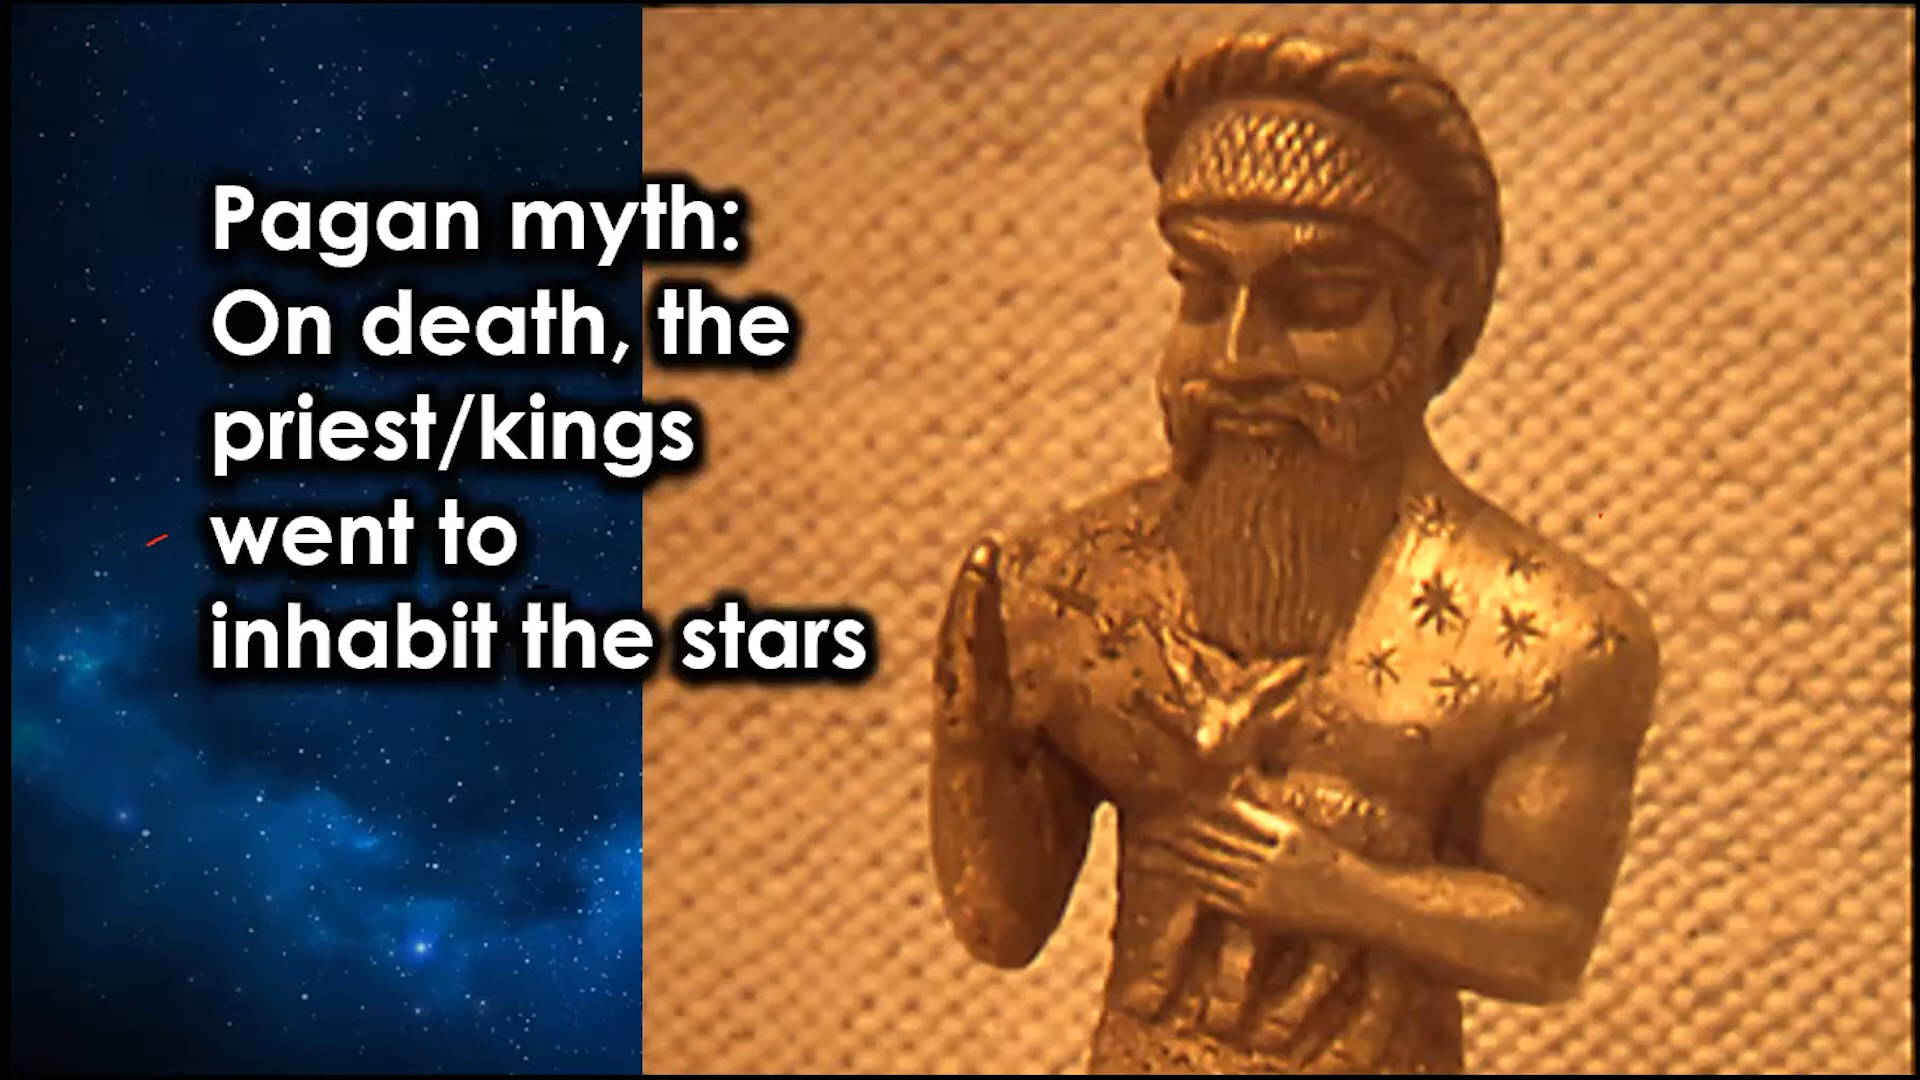 Pagan myth:
On death, the
priest/kings
went to
inhabit the stars